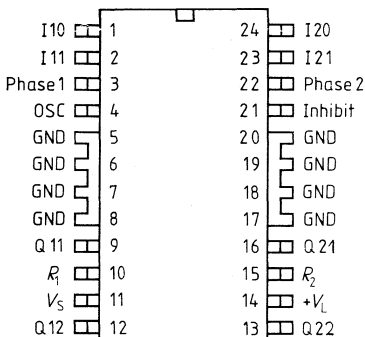 I10 1 24 I20
I11 2 23 I21
Phase1 3 22 Phase2
OSC 4 21 Inhibit
GND 5 20 GND
GND 6 19 GND
GND 7 18 GND
GND 8 17 GND
Q11 9 16 Q21
R1 10 15 R2
VS 11 14 +VL
Q12 12 13 Q22